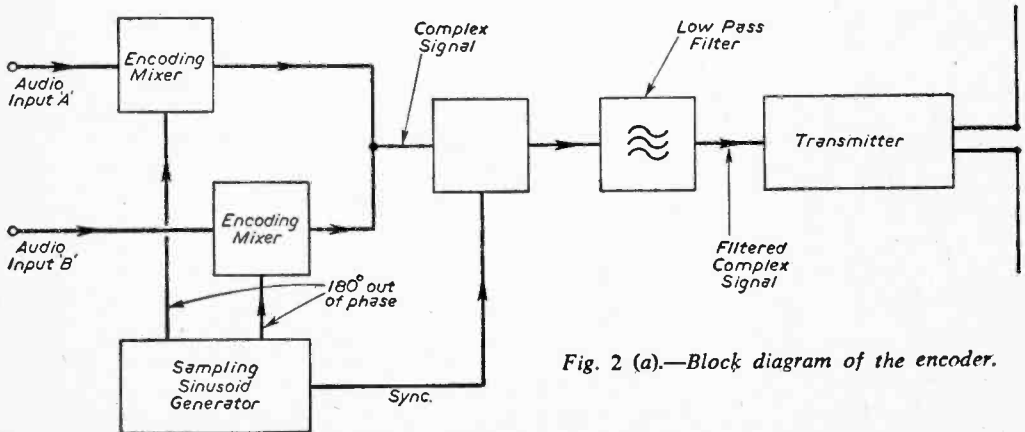 Encoding
Mixer
Audio
Input 'A'
Complex
Signal
Low Pass
Filter
Transmitter
Encoding
Mixer
Audio
Input 'B'
180° out
of phase
Filtered
Complex
Signal
Sampling
Sinusoid
Generator
Sync.
Fig. 2 (a).—Block diagram of the encoder.